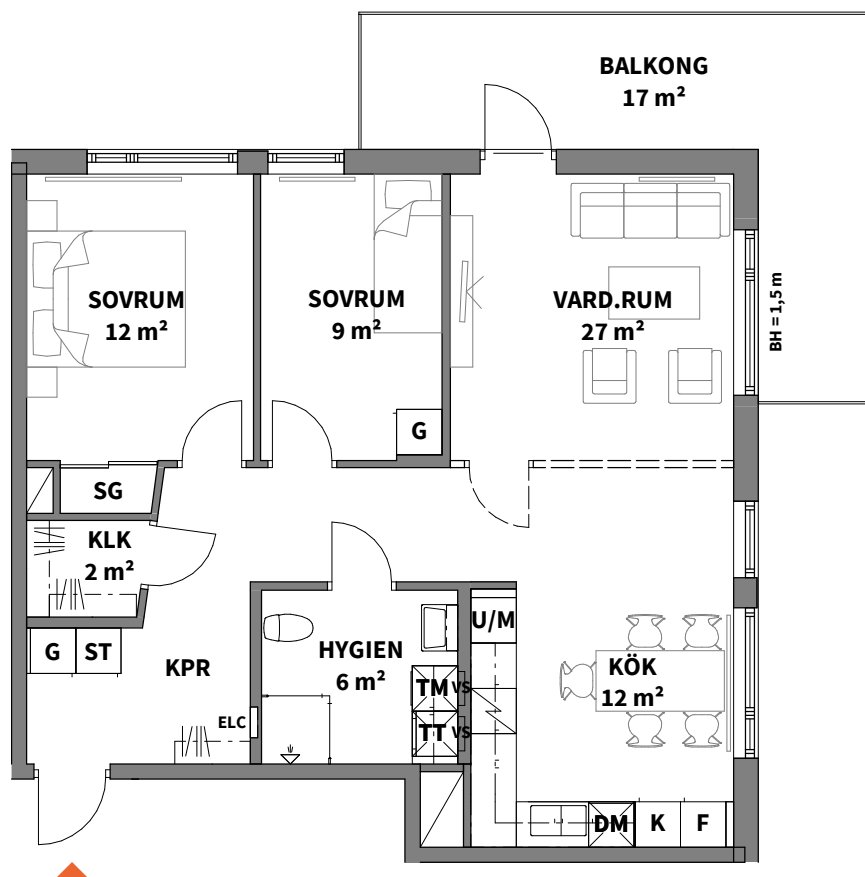 BALKONG
17 m²
SOVRUM
12 m²
SOVRUM
9 m²
VARD.RUM
27 m²
BH = 1,5 m
G
SG
KLK
2 m²
U/M
HYGIEN
6 m²
G
ST
KPR
KÖK
12 m²
TM
VS
ELC
TT
VS
DM
K
F